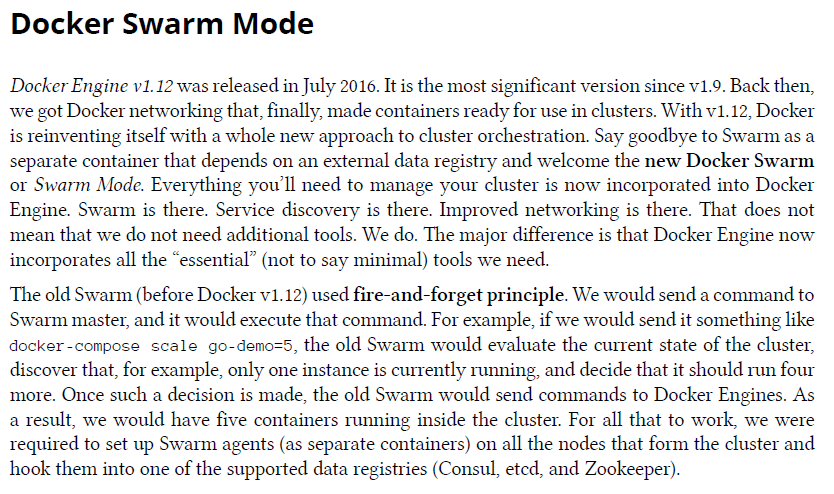 Docker Swarm Mode
Docker Engine v1.12 was released in July 2016. It is the most significant version since v1.9. Back then,
we got Docker networking that, finally, made containers ready for use in clusters. With v1.12, Docker
is reinventing itself with a whole new approach to cluster orchestration. Say goodbye to Swarm as a
separate container that depends on an external data registry and welcome the new Docker Swarm
or Swarm Mode. Everything you’ll need to manage your cluster is now incorporated into Docker
Engine. Swarm is there. Service discovery is there. Improved networking is there. That does not
mean that we do not need additional tools. We do. The major difference is that Docker Engine now
incorporates all the “essential” (not to say minimal) tools we need.
The old Swarm (before Docker v1.12) used fire-and-forget principle. We would send a command to
Swarm master, and it would execute that command. For example, if we would send it something like
docker-compose scale go-demo=5, the old Swarm would evaluate the current state of the cluster,
discover that, for example, only one instance is currently running, and decide that it should run four
more. Once such a decision is made, the old Swarm would send commands to Docker Engines. As
a result, we would have five containers running inside the cluster. For all that to work, we were
required to set up Swarm agents (as separate containers) on all the nodes that form the cluster and
hook them into one of the supported data registries (Consul, etcd, and Zookeeper).